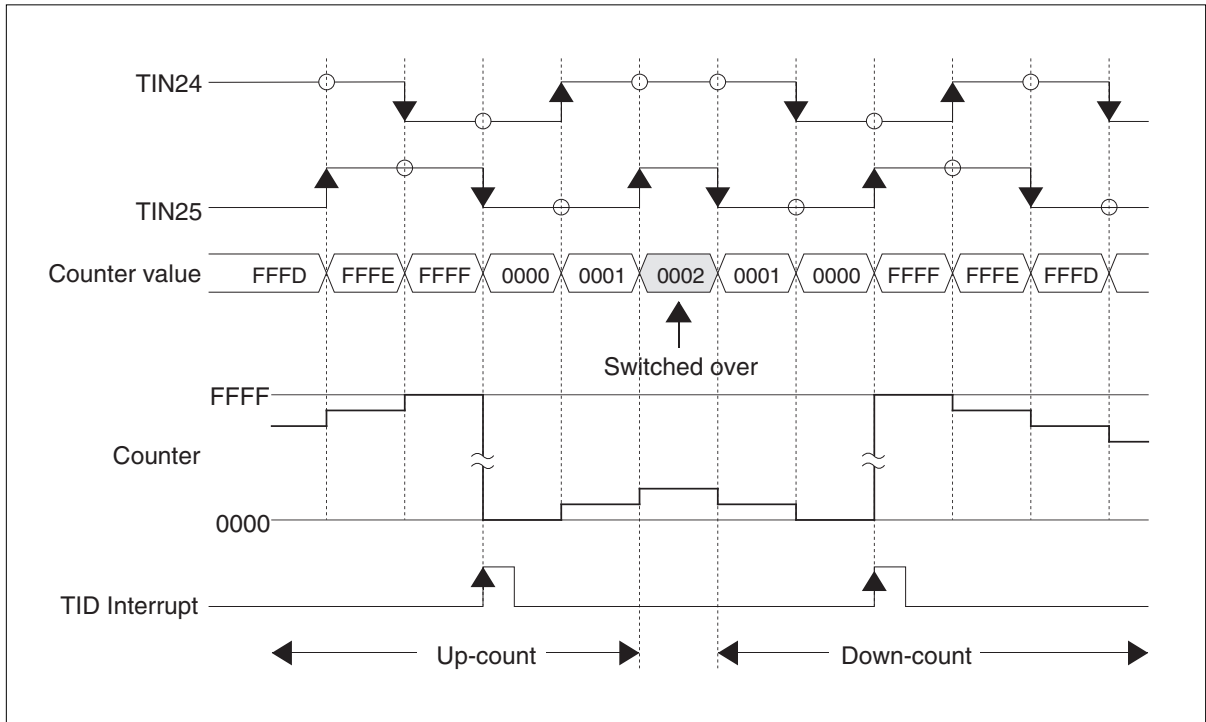 TIN24
TIN25
Counter value FFFD FFFE FFFF 0000 0001 0002 0001 0000 FFFF FFFE FFFD
Switched over
FFFF
Counter
0000
TID Interrupt
Up-count Down-count